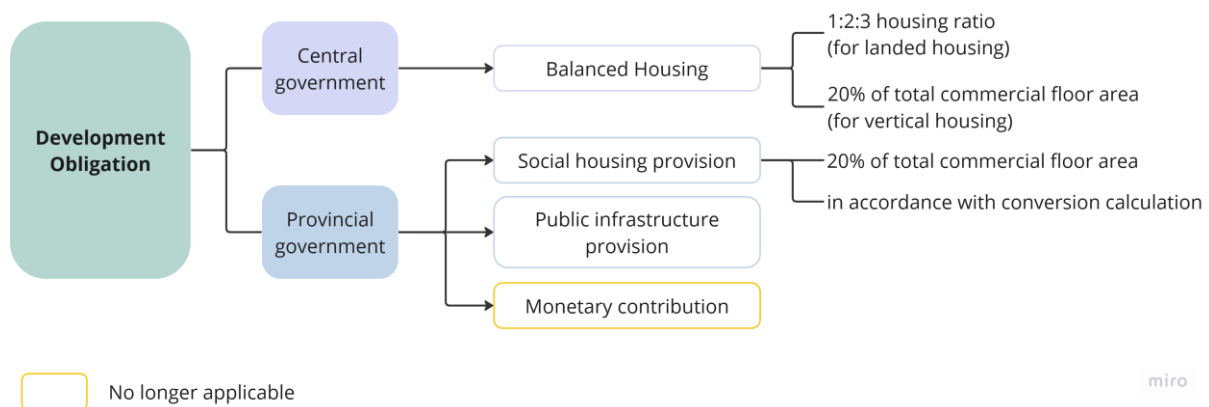 Development
Obligation
Central
government
Balanced Housing
1:2:3 housing ratio
(for landed housing)
20% of total commercial floor area
(for vertical housing)
Provincial
government
Social housing provision
20% of total commercial floor area
in accordance with conversion calculation
Public infrastructure
provision
Monetary contribution
No longer applicable
miro